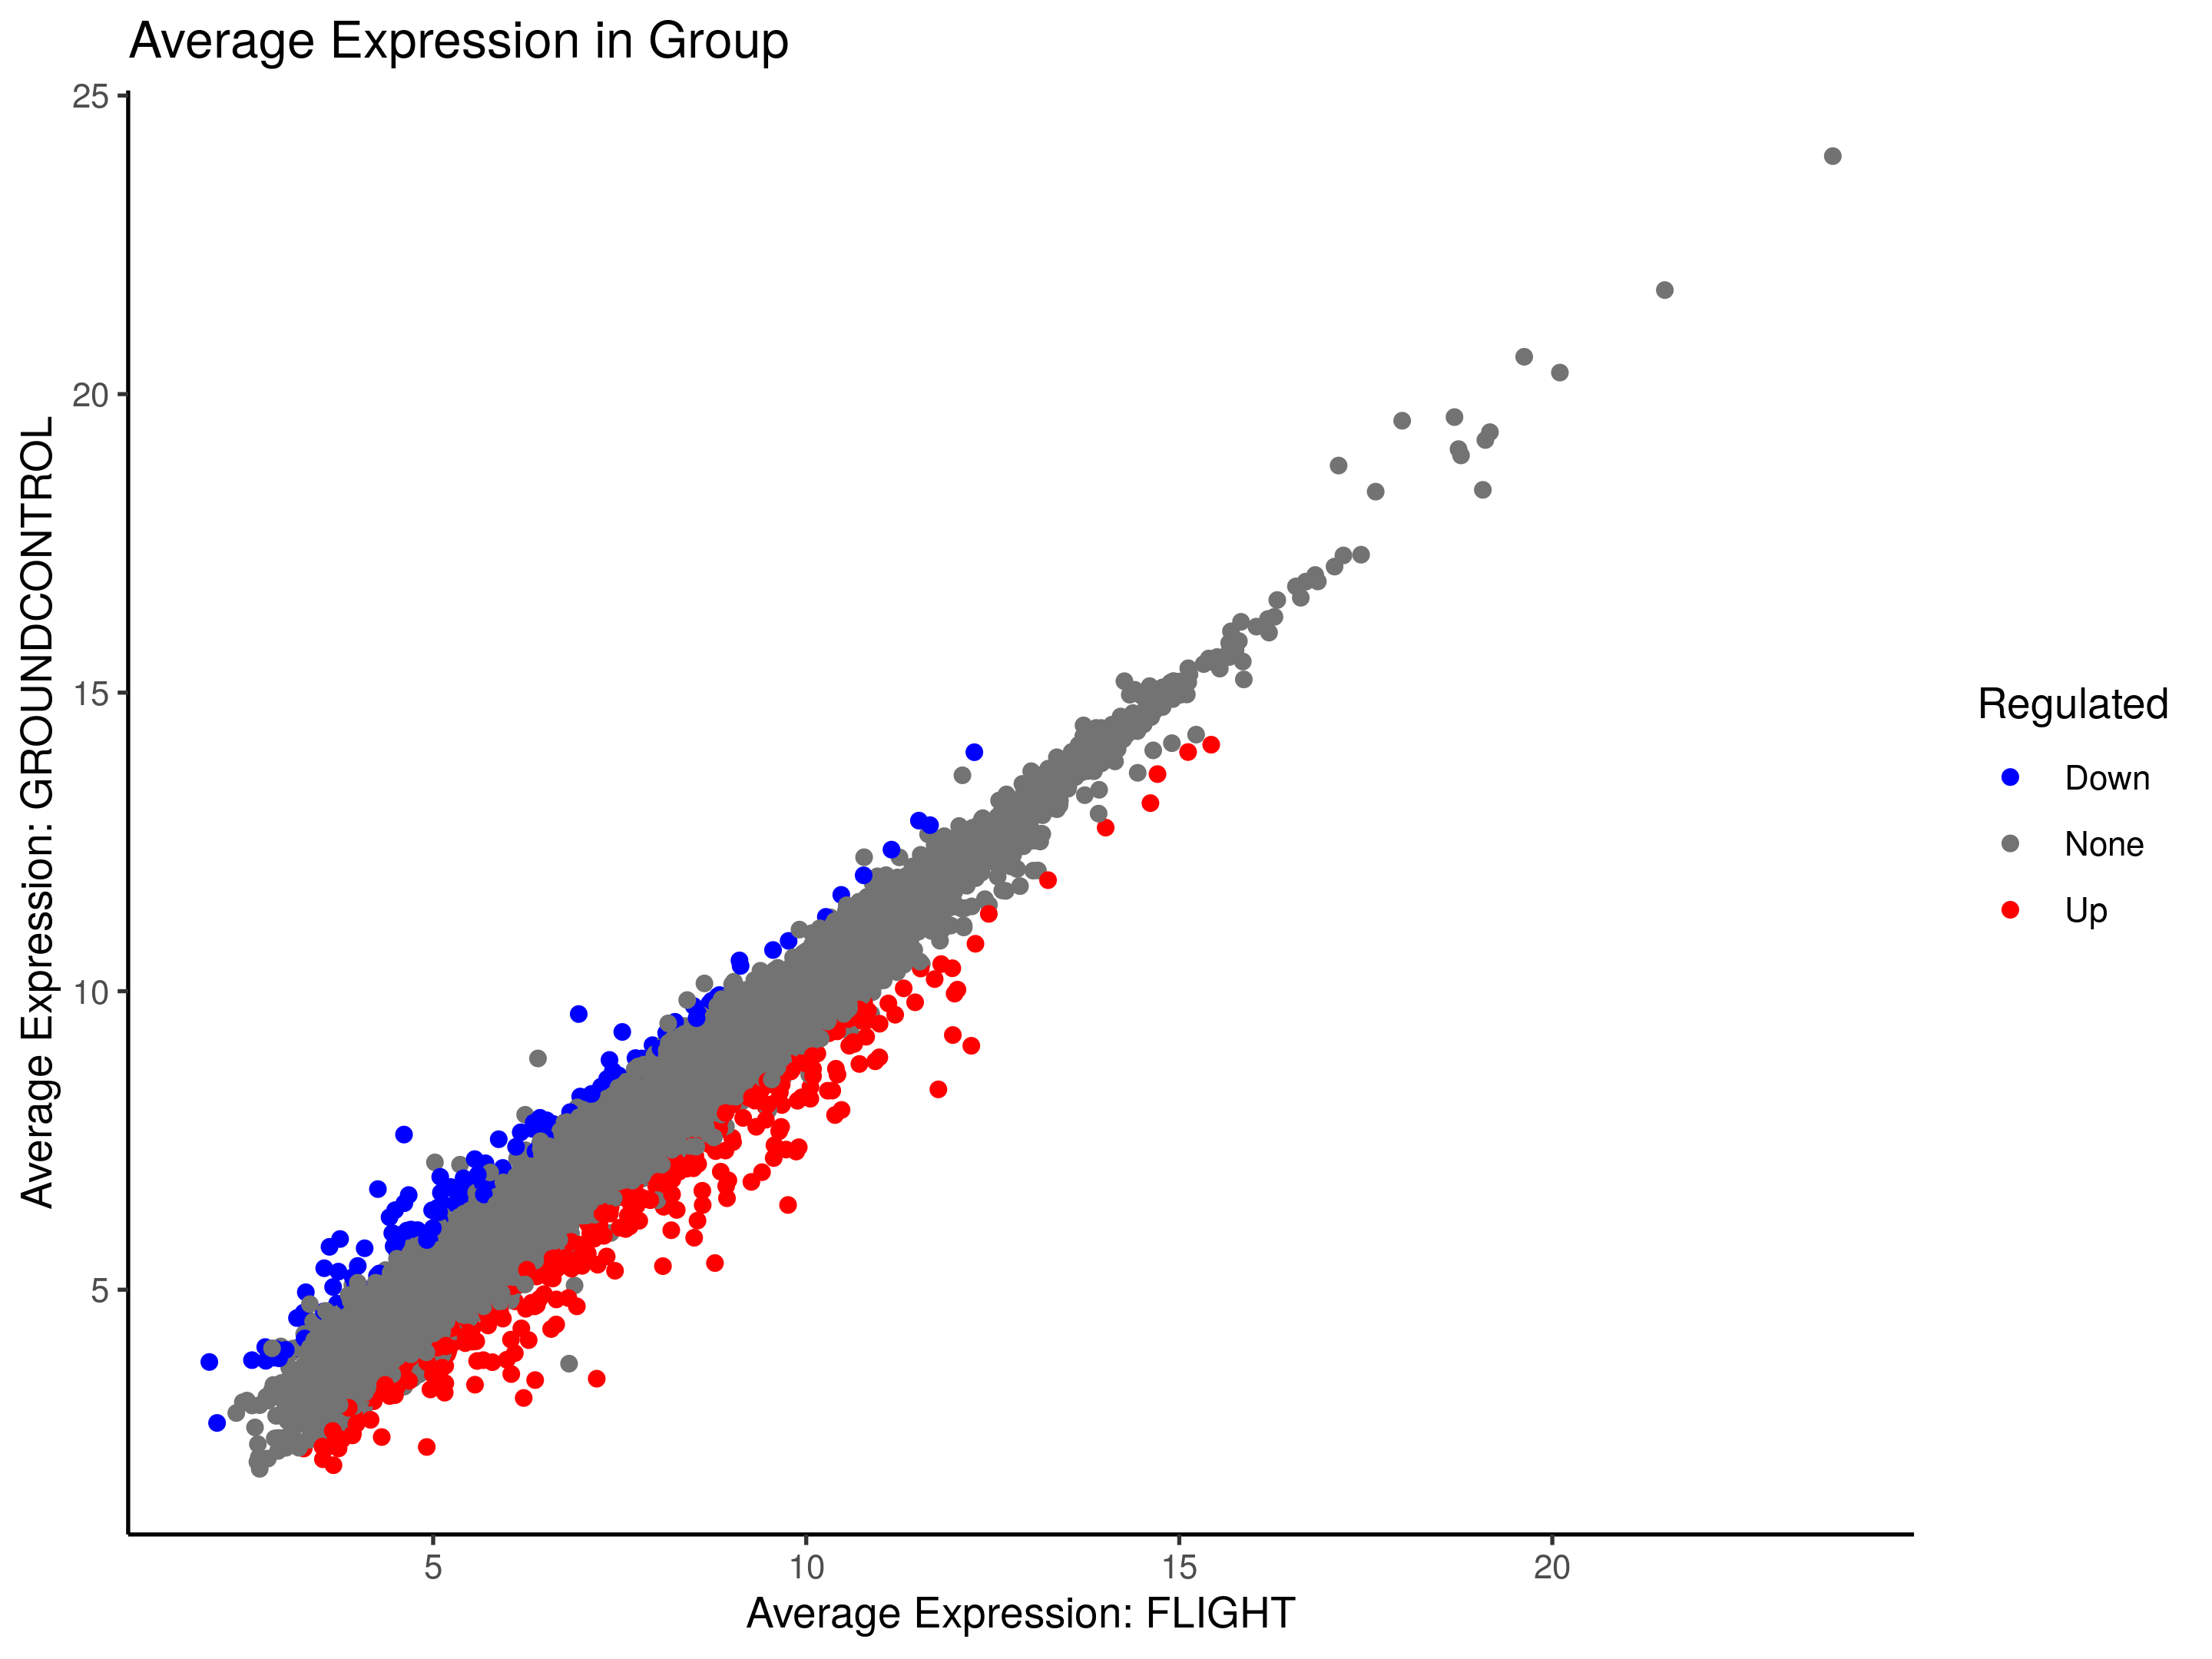 Average Expression in Group
25
20
15
10
5
Average Expression: GROUNDCONTROL
5
10
15
20
Average Expression: FLIGHT
Regulated
Down
None
Up